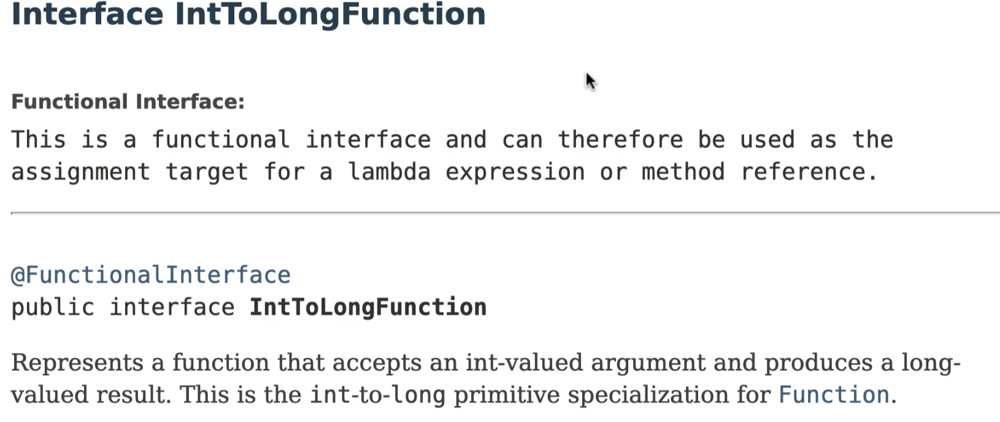 Interface IntToLongFunction
Functional Interface:
This is a functional interface and can therefore be used as the
assignment target for a lambda expression or method reference.
@FunctionalInterface
public interface IntToLongFunction
Represents a function that accepts an int-valued argument and produces a long-
valued result. This is the int-to-long primitive specialization for Function.